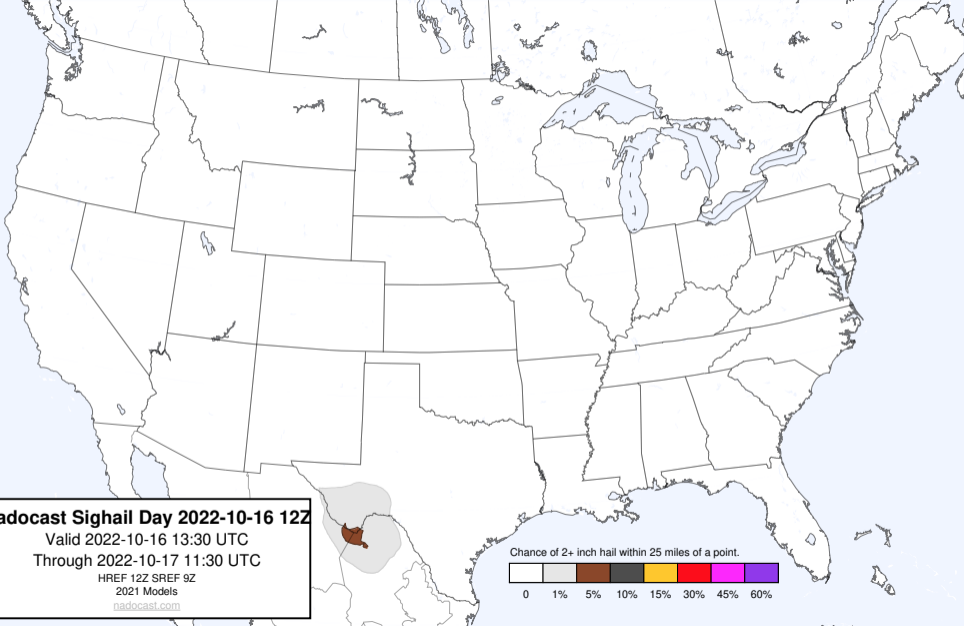 adocast Sighail Day 2022-10-16 12Z
Valid 2022-10-16 13:30 UTC
Through 2022-10-17 11:30 UTC
HREF 12Z SREF 9Z
2021 Models
nadocast.com
Chance of 2+ inch hail within 25 miles of a point.
0 1% 5% 10% 15% 30% 45% 60%